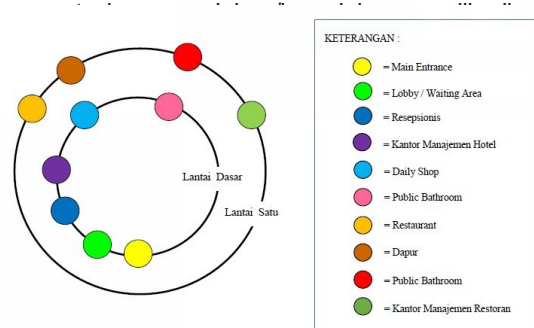 Lantai Dasar
Lantai Satu
KETERANGAN :
= Main Entrance
= Lobby / Waiting Area
= Resepsionis
= Kantor Manajemen Hotel
= Daily Shop
= Public Bathroom
= Restaurant
= Dapur
= Public Bathroom
= Kantor Manajemen Restoran